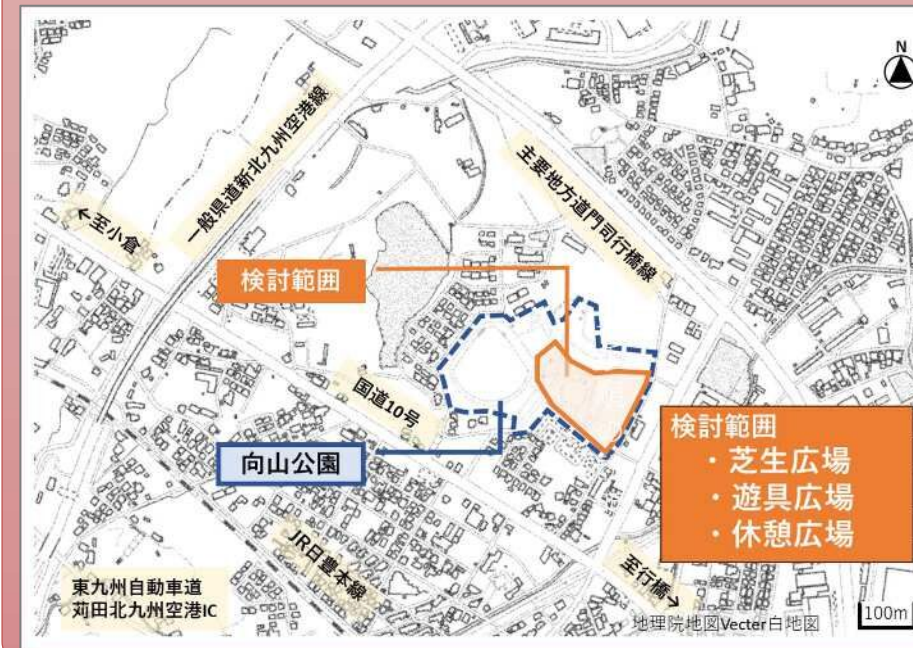 N
一般県道新北九州空港線
主要地方道門司行橋線
←至小倉
検討範囲
国道10号
向山公園
検討範囲
・芝生広場
・遊具広場
・休憩広場
JR日豊本線
至行橋→
東九州自動車道
苅田北九州空港IC
地理院地図Vecter白地図
100m